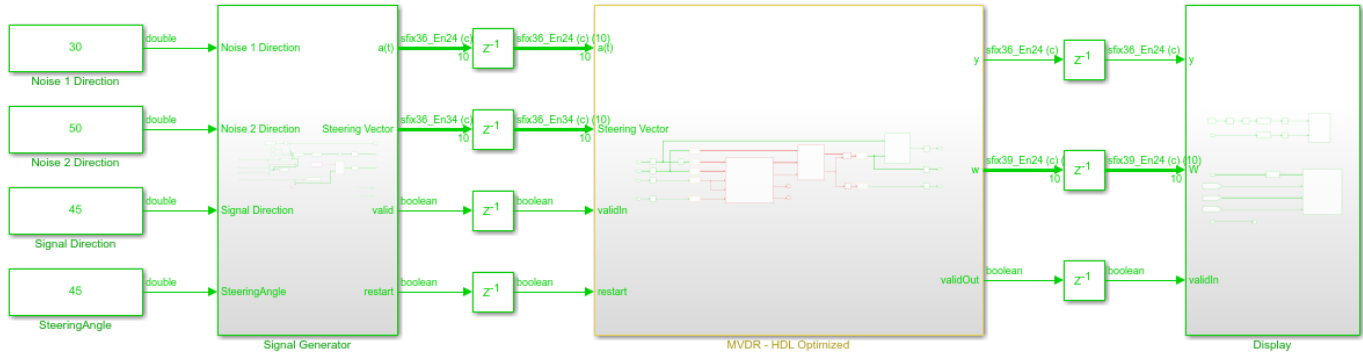 30
double
Noise 1 Direction
Noise 1 Direction
a(t)
sfix36_En24 (c)
10
z-1
sfix36_En24 (c) (10)
10
a(t)
y
sfix36_En24 (c)
z-1
sfix36_En24 (c)
y
50
double
Noise 2 Direction
Noise 2 Direction
Steering Vector
sfix36_En34 (c)
10
z-1
sfix36_En34 (c) (10)
10
Steering Vector
w
sfix39_En24 (c) (10)
10
z-1
sfix39_En24 (c) (10)
10
W
45
double
Signal Direction
Signal Direction
valid
boolean
z-1
boolean
validIn
45
double
SteeringAngle
SteeringAngle
restart
boolean
z-1
boolean
restart
validOut
boolean
z-1
boolean
validIn
Signal Generator
MVDR - HDL Optimized
Display